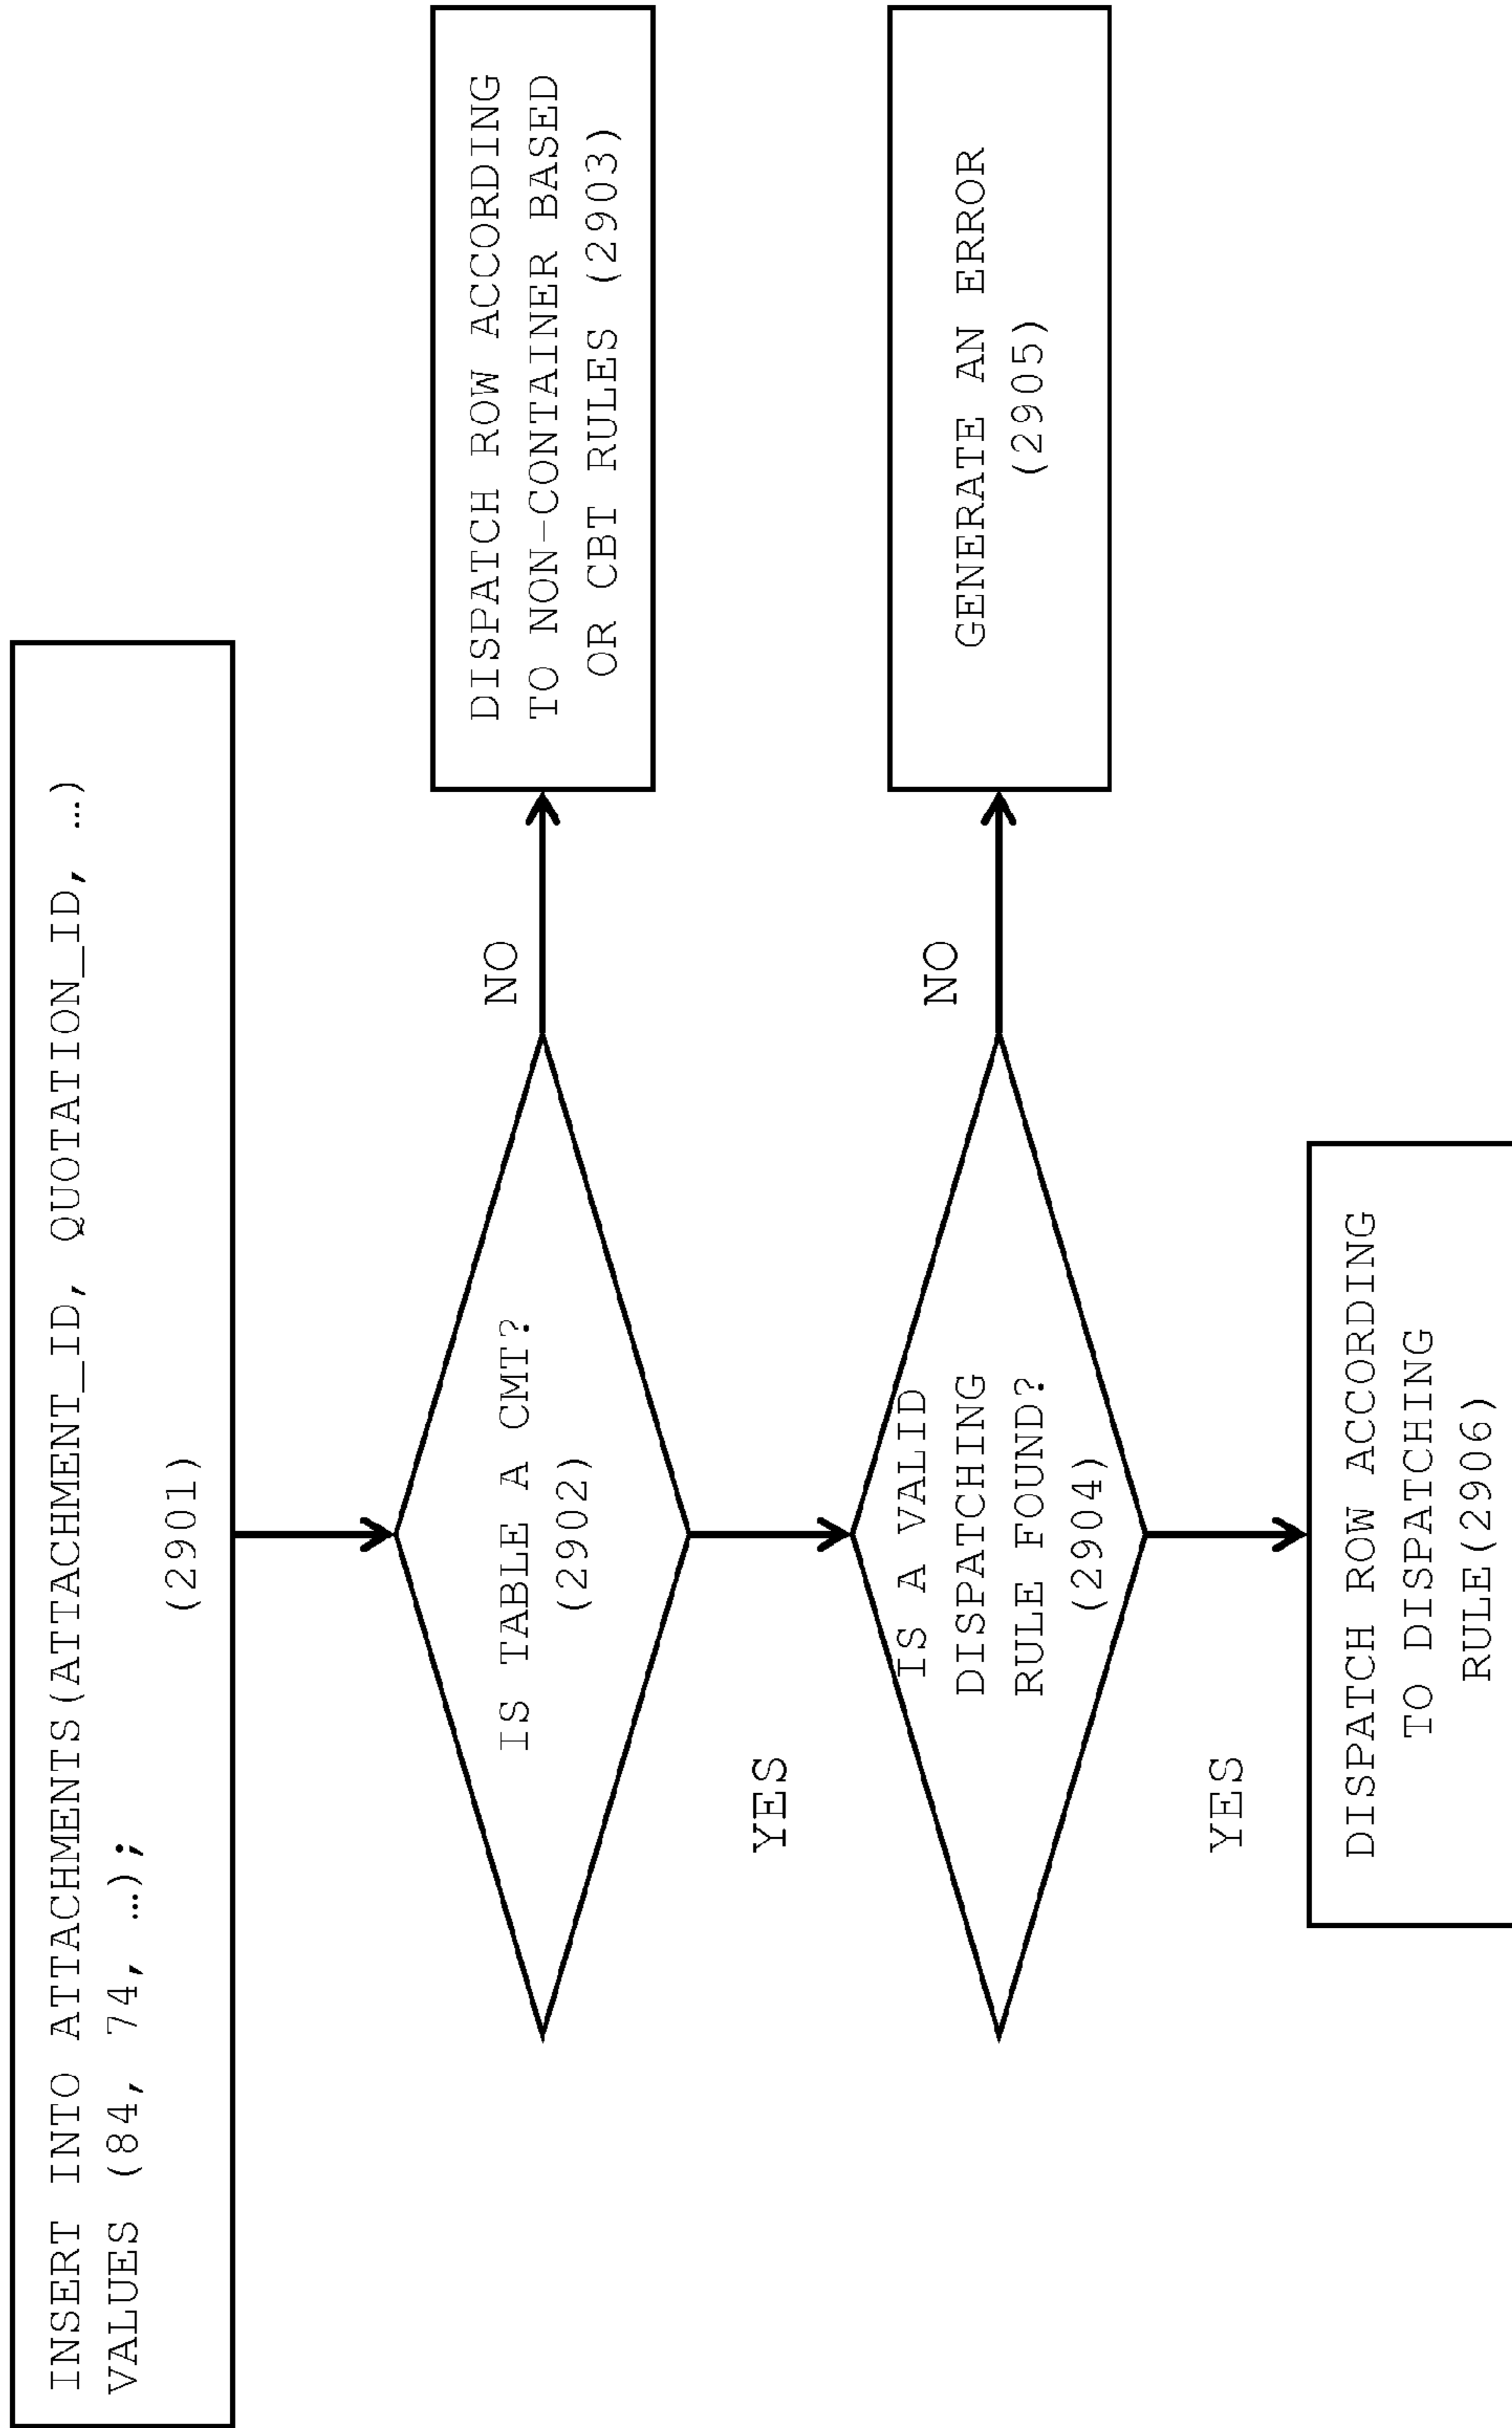 INSERT INTO ATTACHMENTS(ATTACHMENT_ID, QUOTATION_ID, …)
VALUES (84, 74, …);
(2901)
IS TABLE A CMT?
(2902)
NO
DISPATCH ROW ACCORDING
TO NON-CONTAINER BASED
OR CBT RULES (2903)
YES
IS A VALID
DISPATCHING
RULE FOUND?
(2904)
NO
GENERATE AN ERROR
(2905)
YES
DISPATCH ROW ACCORDING
TO DISPATCHING
RULE(2906)